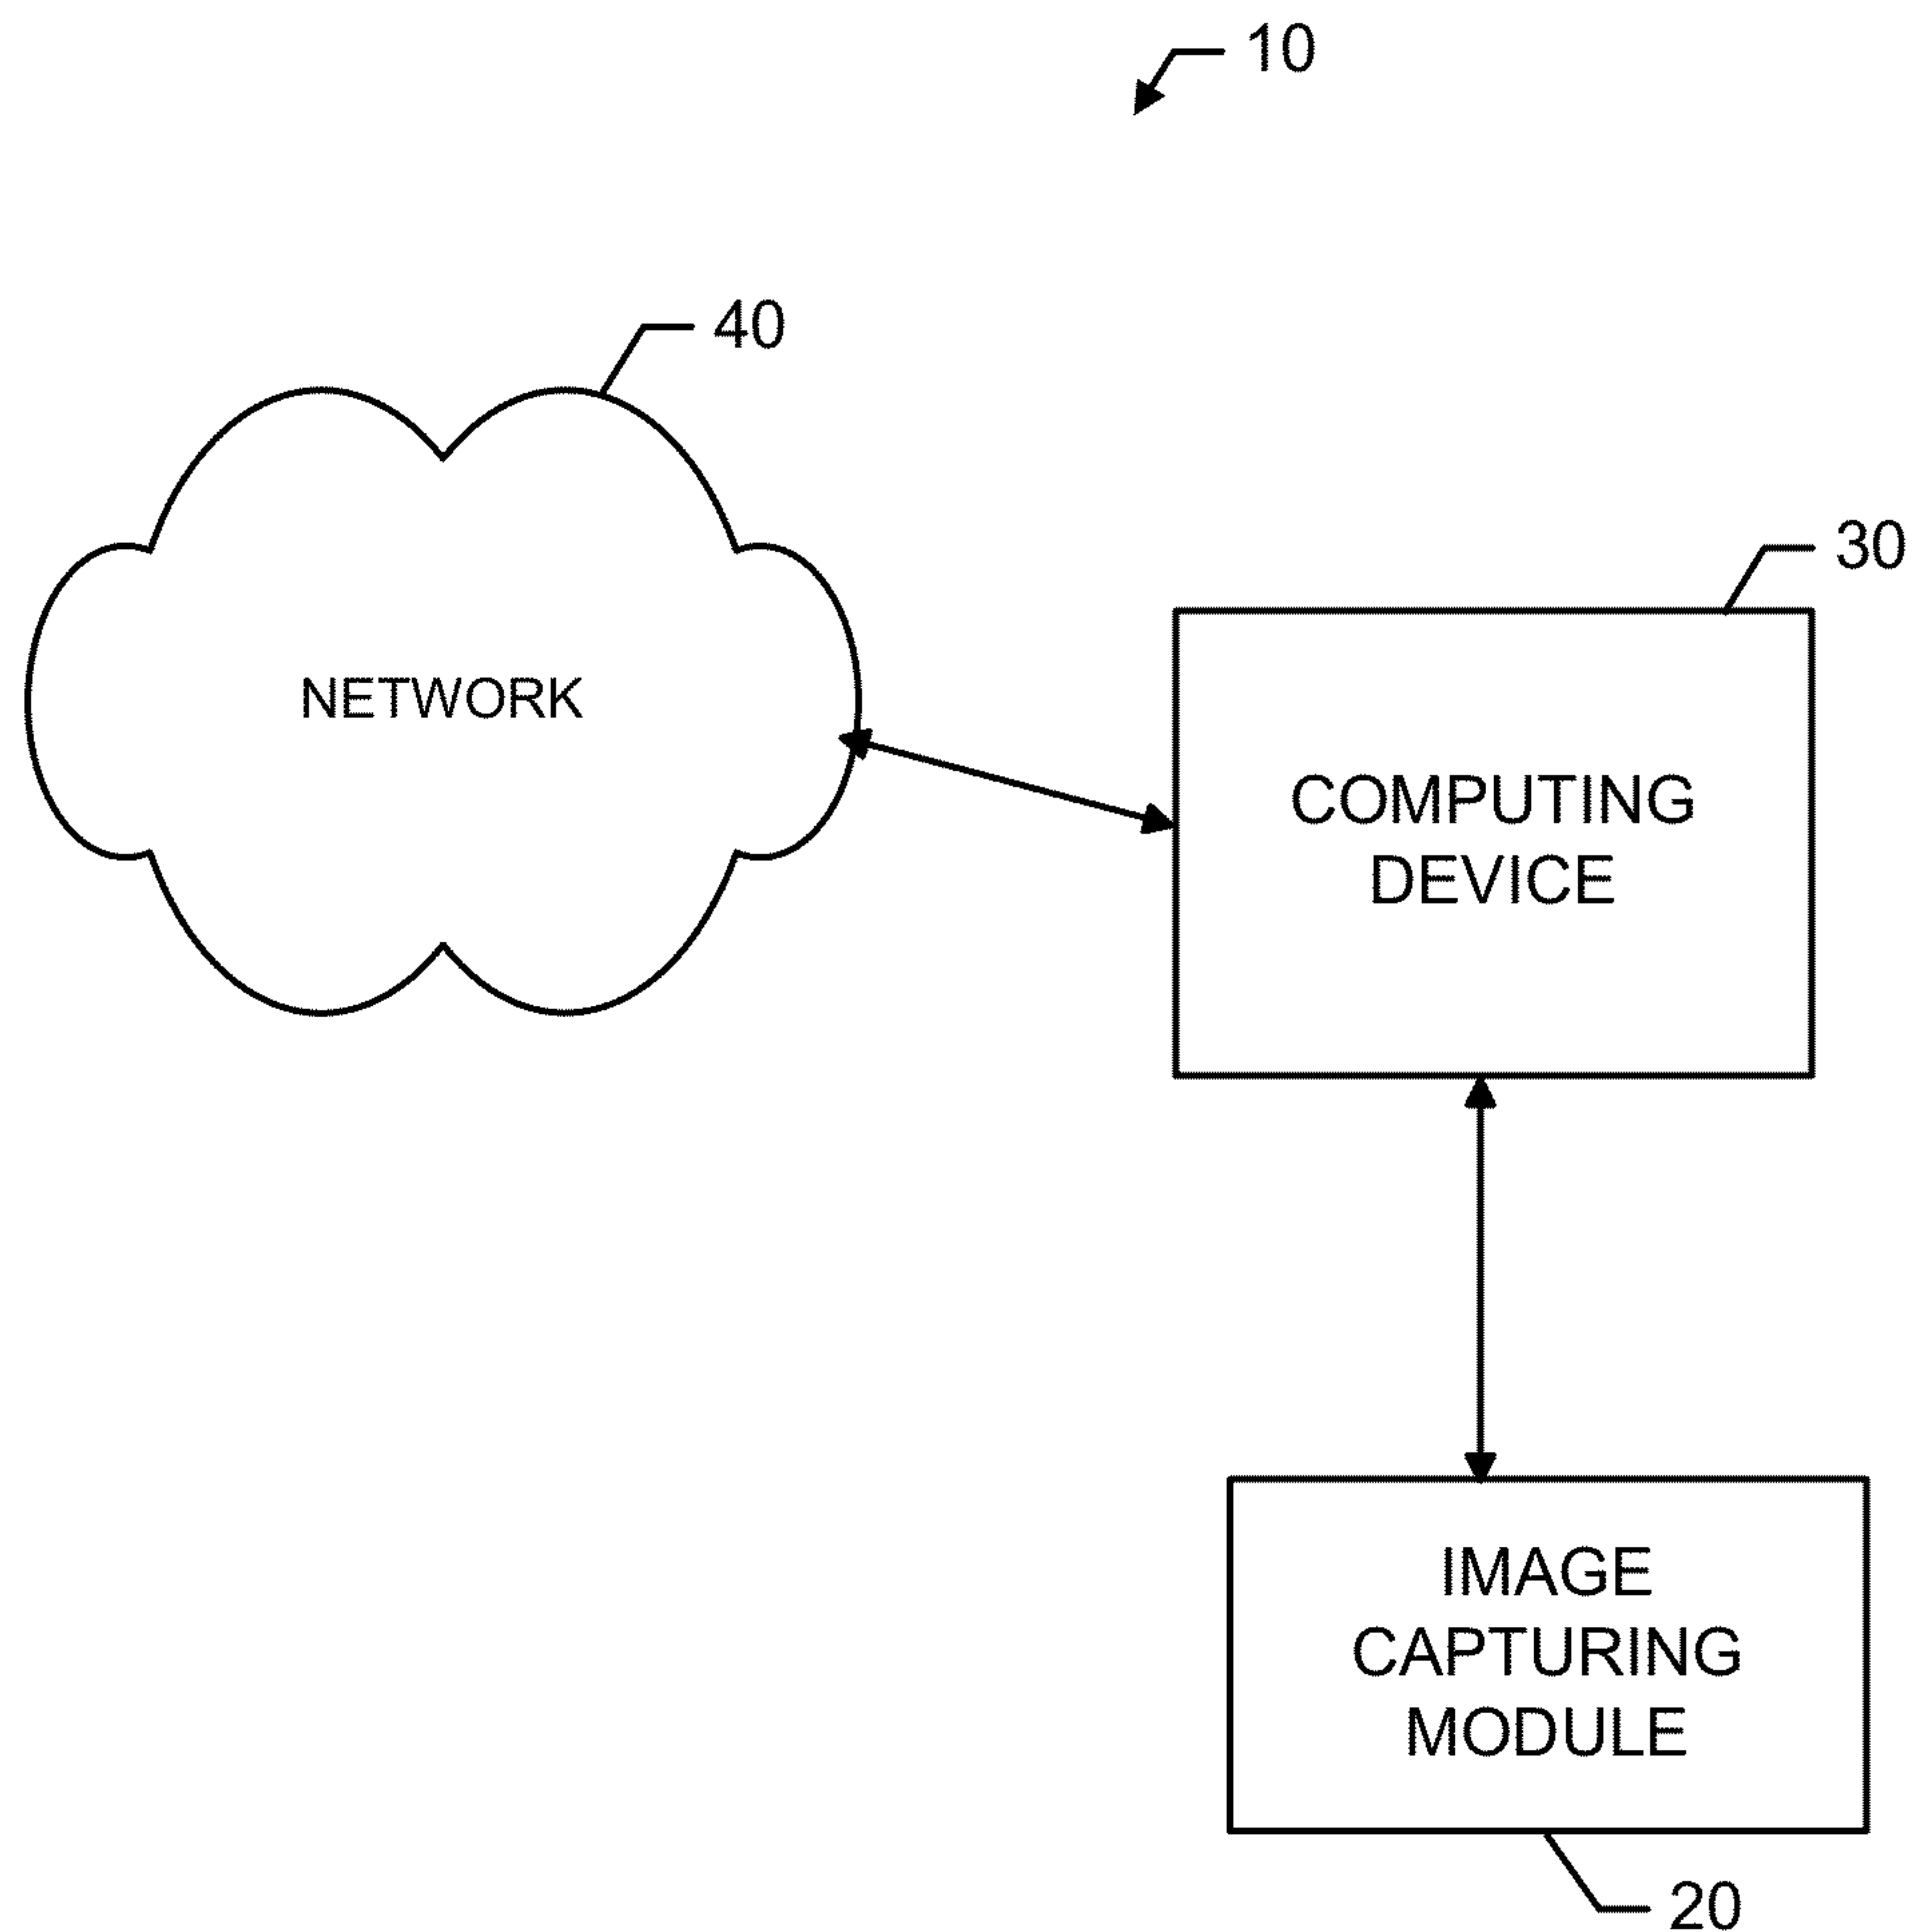 10
40
30
NETWORK
COMPUTING
DEVICE
IMAGE
CAPTURING
MODULE
20